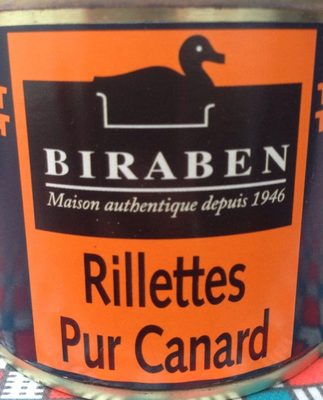 BIRABEN
Maison authentique depuis 1946
Rillettes
Pur Canard